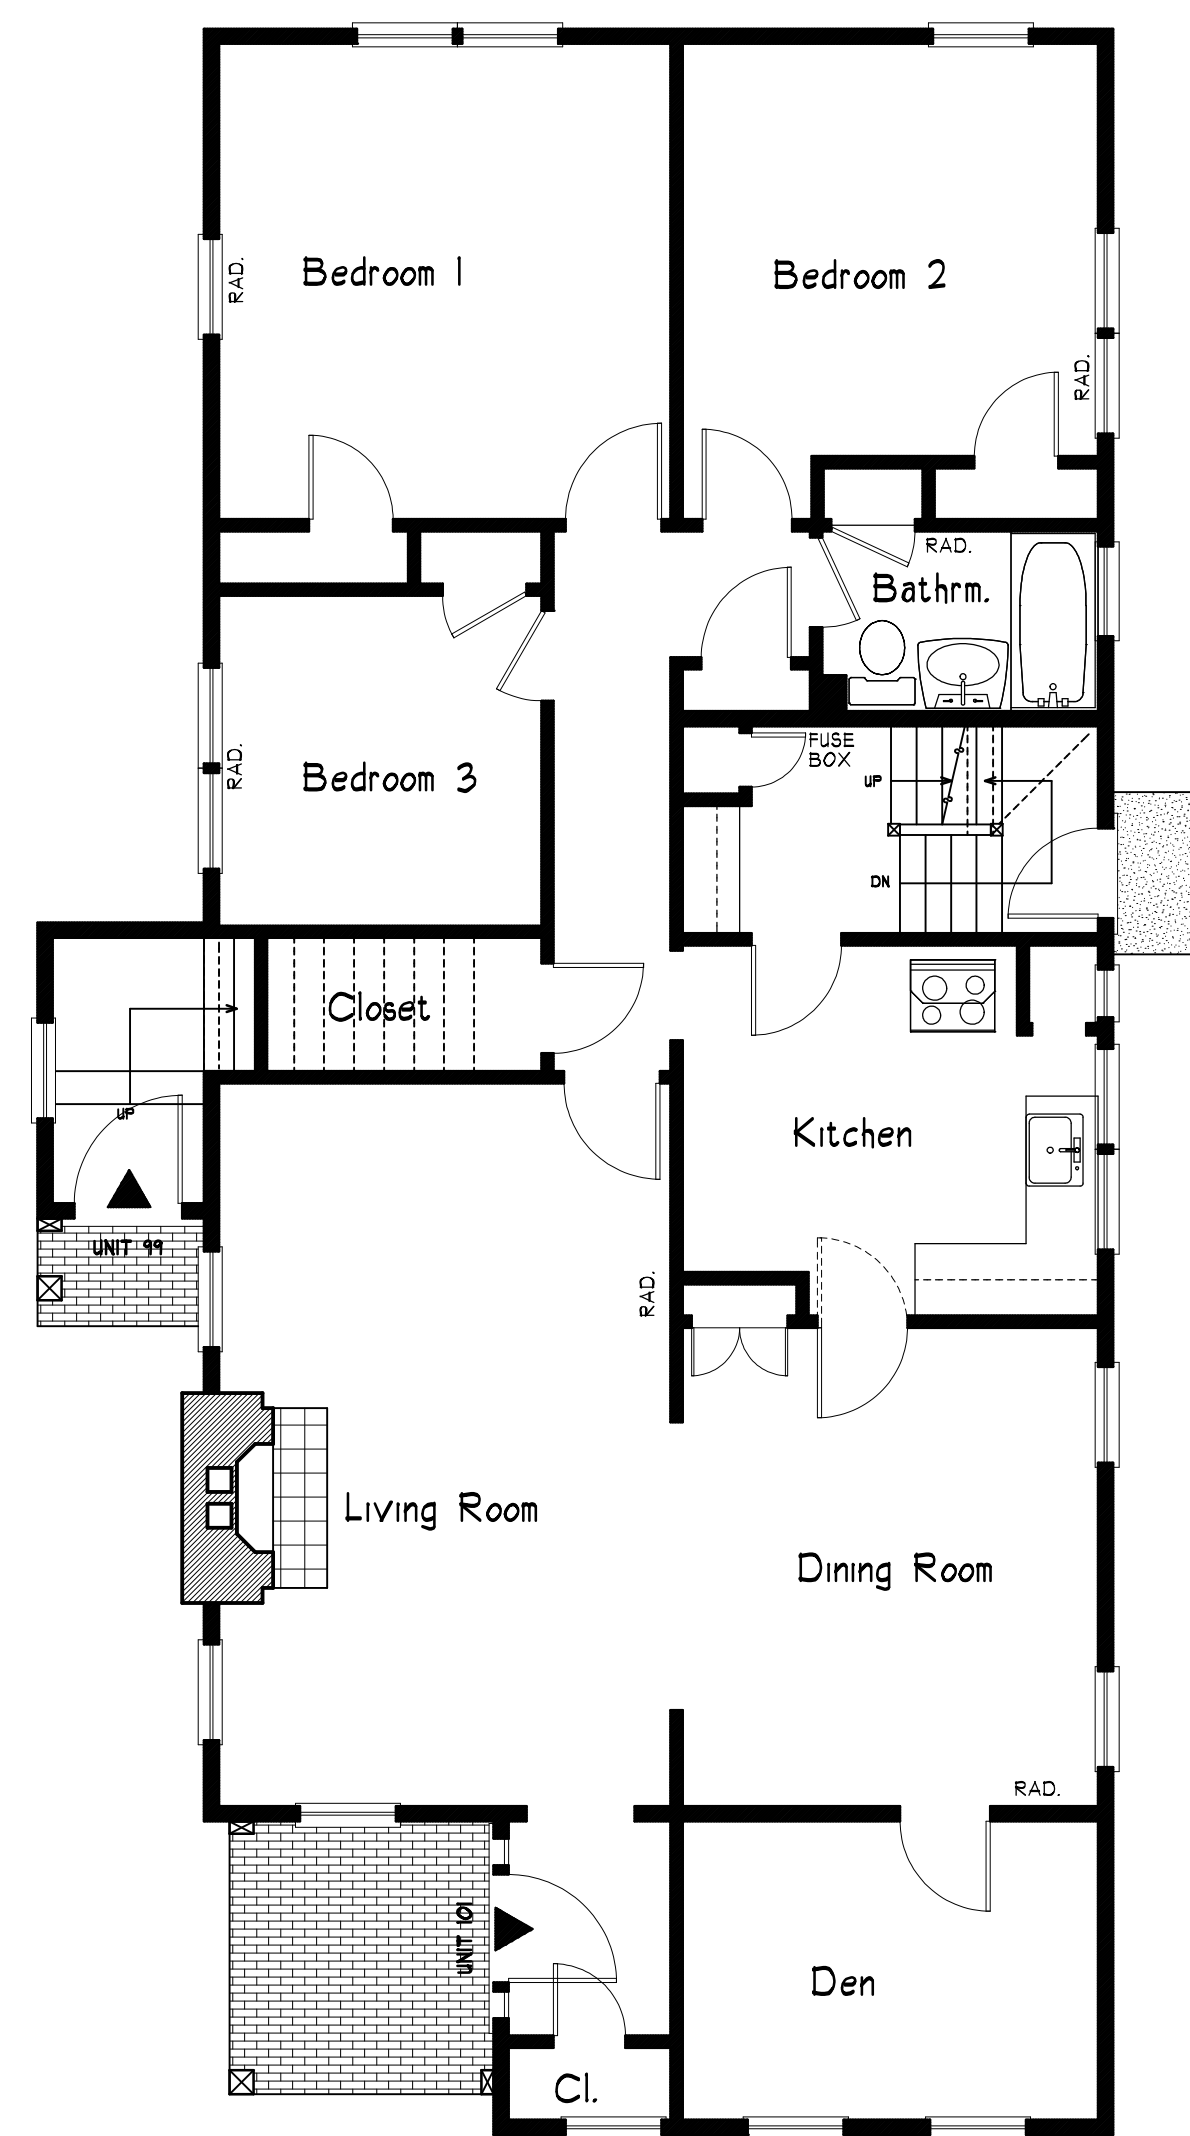 Bedroom 1
RAD.
Bedroom 2
RAD.
RAD.
Bathrm.
FUSE
BOX
Bedroom 3
RAD.
UP
DN
Closet
UP
UNIT 99
Kitchen
RAD.
Living Room
Dining Room
RAD.
UNIT 101
Den
Cl.